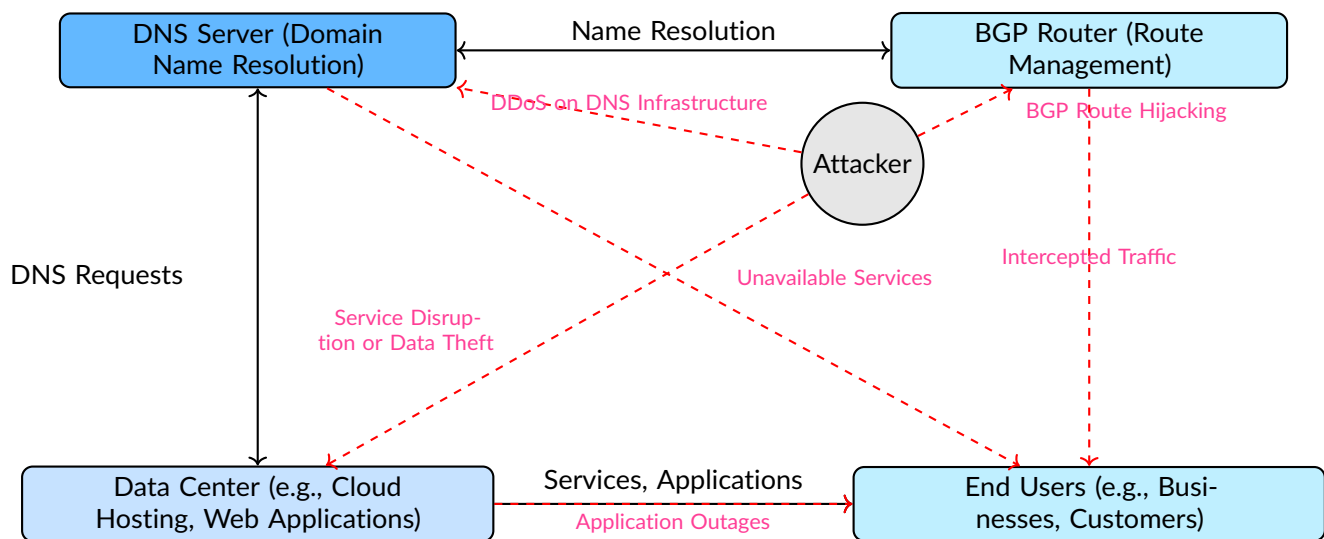 DNS Server (Domain
Name Resolution)
Name Resolution
BGP Router (Route
Management)
DDoS on DNS Infrastructure
BGP Route Hijacking
Attacker
DNS Requests
Unavailable Services
Intercepted Traffic
Service Disrup-
tion or Data Theft
Data Center (e.g., Cloud
Hosting, Web Applications)
Services, Applications
Application Outages
End Users (e.g., Busi-
nesses, Customers)